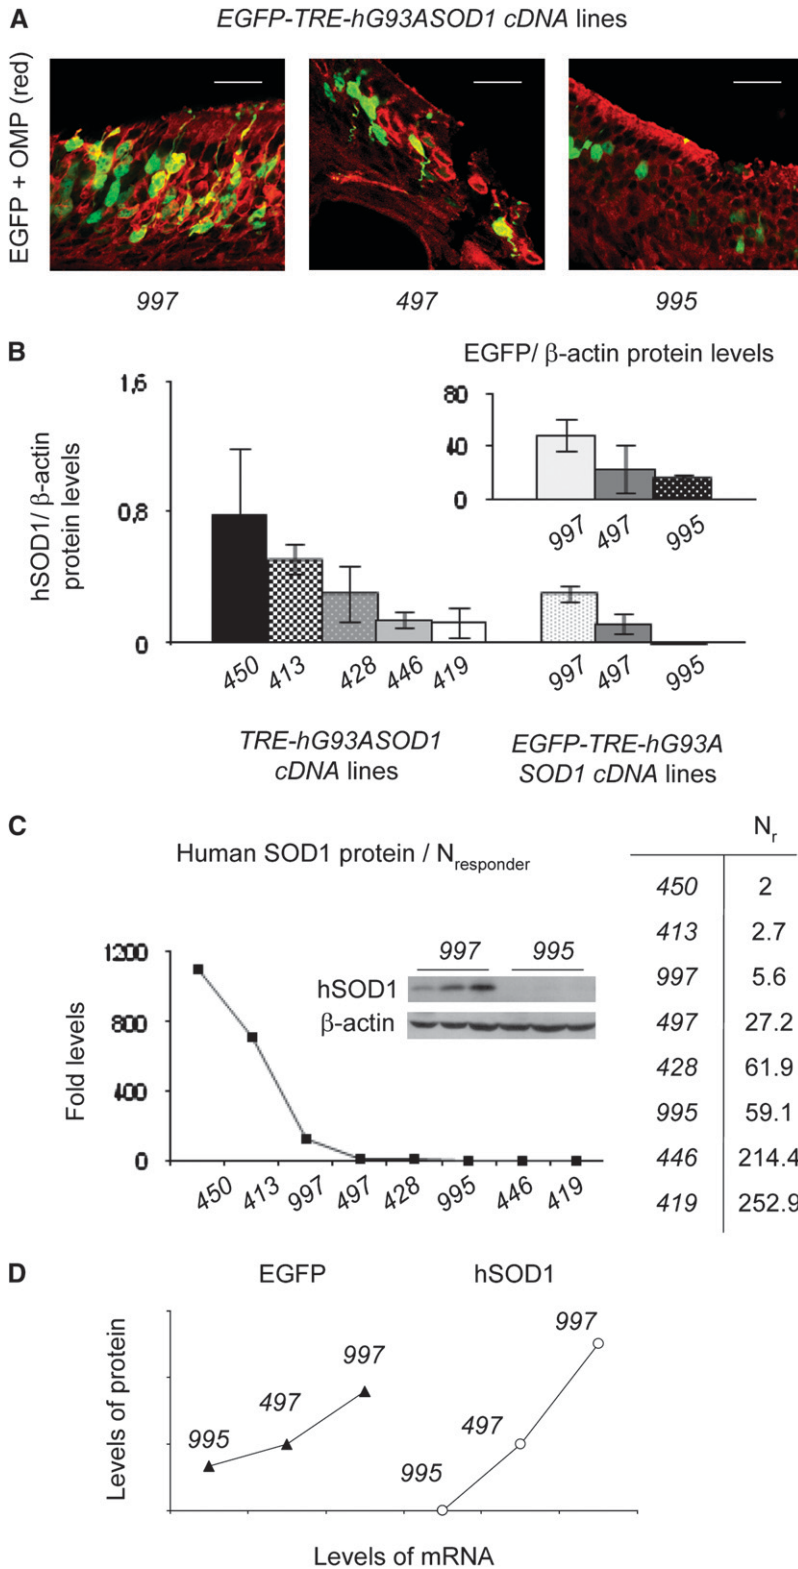 A
EGFP-TRE-hG93ASOD1 cDNA lines
EGFP + OMP (red)
997 497 995
B
EGFP/ β-actin protein levels
80
40
0
997 497 995
hSOD1/ β-actin
protein levels
1,6
0,8
0
450 413 428 446 419
997 497 995
TRE-hG93ASOD1
cDNA lines
EGFP-TRE-hG93A
SOD1 cDNA lines
C
Human SOD1 protein / Nresponder
Fold levels
1200
800
400
0
997 995
hSOD1
β-actin
450 413 997 497 428 995 446 419
Nr
450 2
413 2.7
997 5.6
497 27.2
428 61.9
995 59.1
446 214.4
419 252.9
D
EGFP hSOD1
Levels of protein
995 497 997
995 497 997
Levels of mRNA